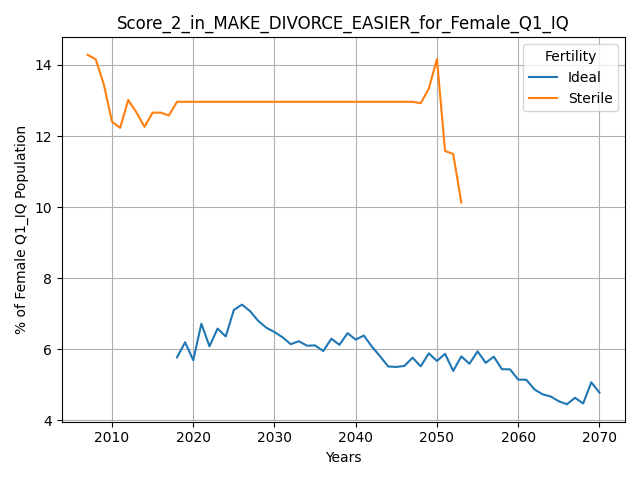 Score_2_in_MAKE_DIVORCE_EASIER_for_Female_Q1_IQ
Fertility
Ideal
Sterile
% of Female Q1_IQ Population
14
12
10
8
6
4
2010 2020 2030 2040 2050 2060 2070
Years